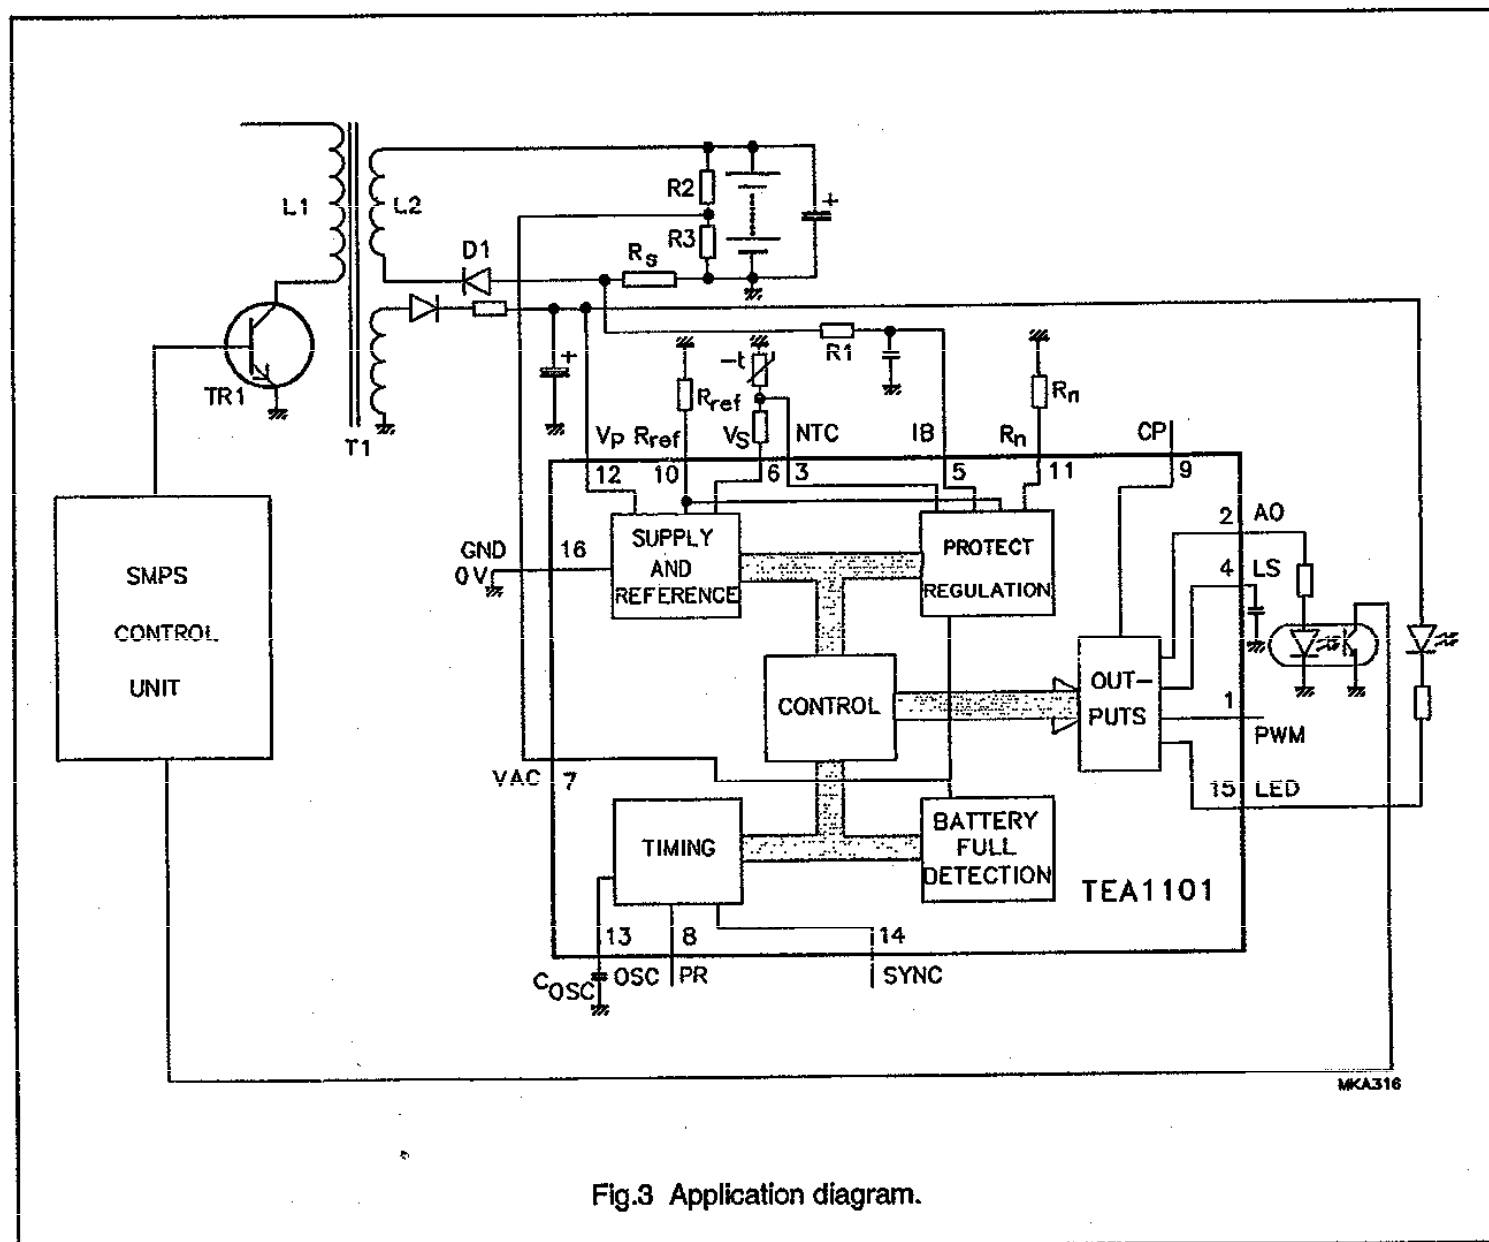 L1
L2
R2
+
D1
R3
Rs
TR1
T1
+
-t
R1
Rref
Rn
VP
Rref
VS
NTC
IB
Rn
CP
12
10
6
3
5
11
9
2
AO
GND
16
0V
SUPPLY
AND
REFERENCE
PROTECT
REGULATION
4
LS
SMPS
CONTROL
UNIT
CONTROL
OUT-
PUTS
1
PWM
VAC
7
15
LED
TIMING
BATTERY
FULL
DETECTION
TEA1101
13
8
14
COSC
OSC
PR
SYNC
MKA316
Fig.3 Application diagram.